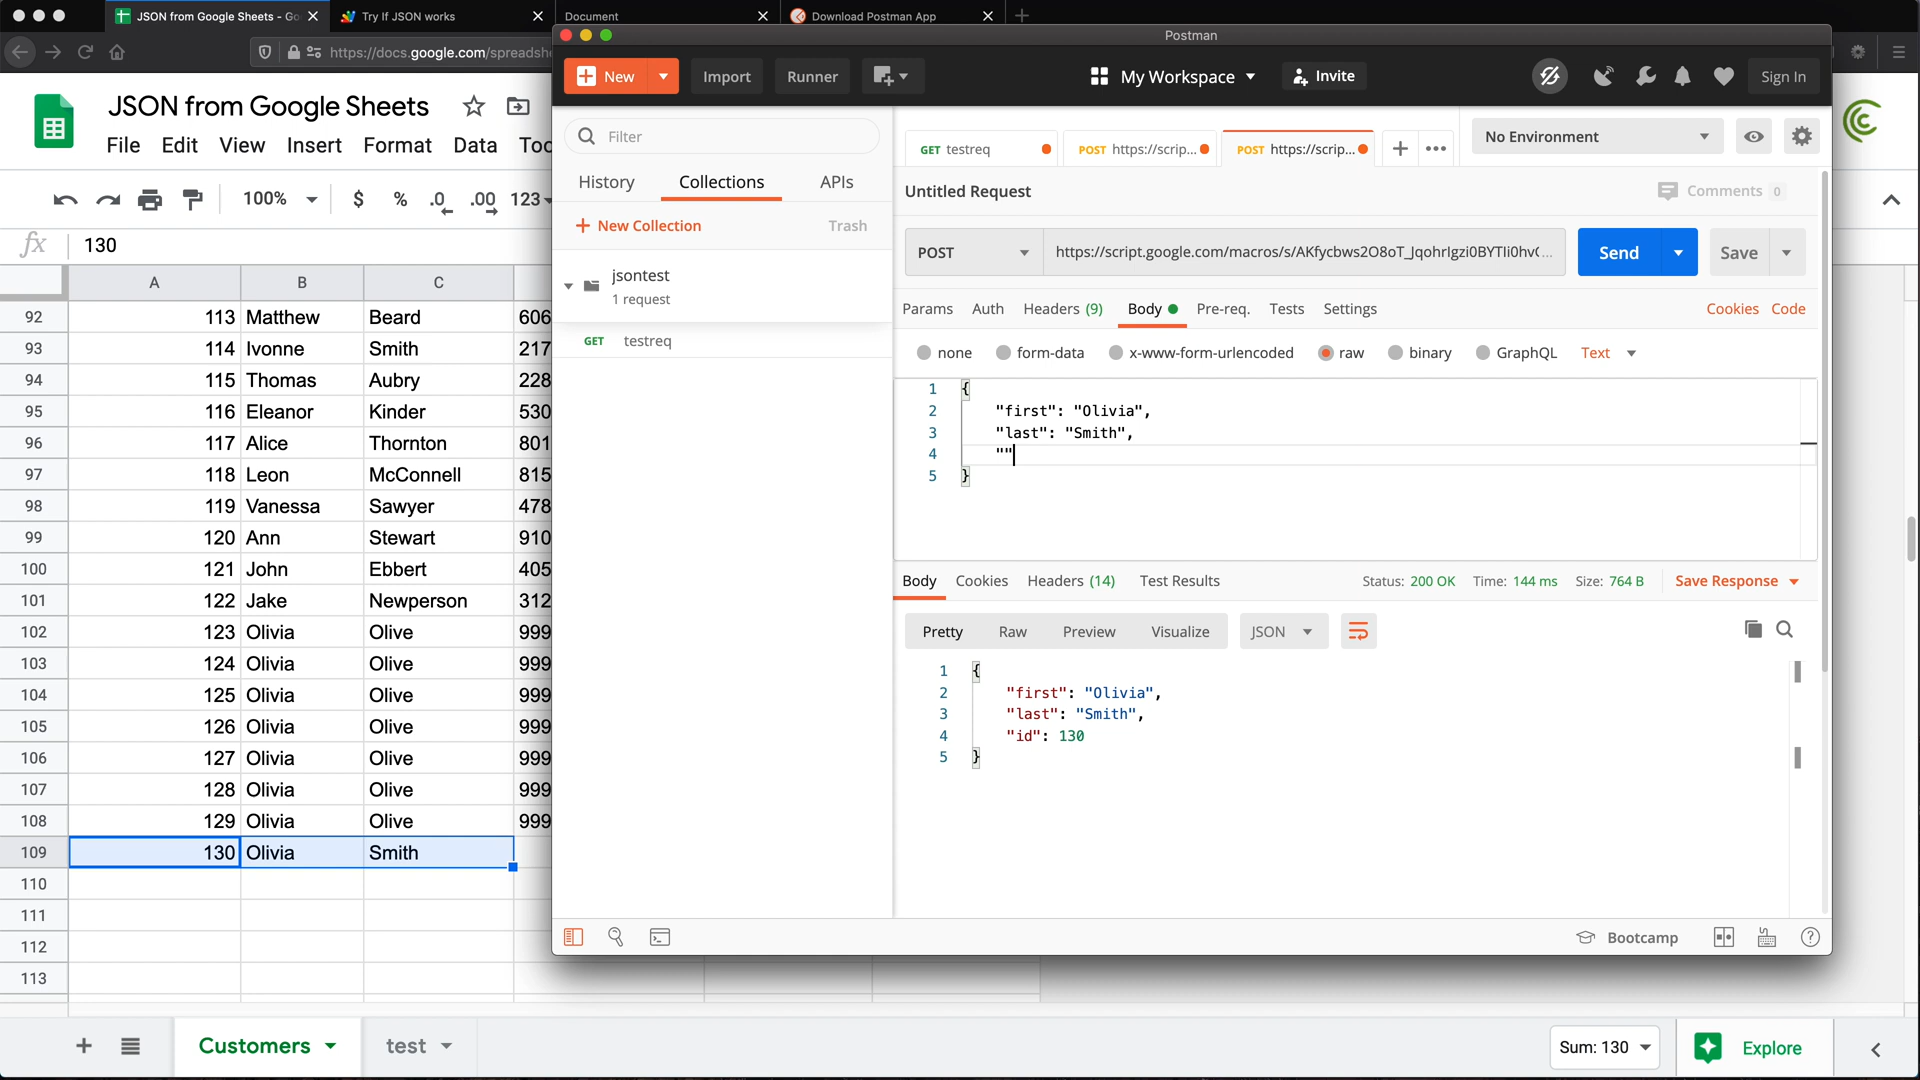 JSON from Google Sheets - Go
Try If JSON works
Document
Download Postman App
https://docs.google.com/spreadshe
JSON from Google Sheets
File Edit View Insert Format Data Too
100% $ % .0 .00 123
fx 130
A B C
92 113 Matthew Beard 606
93 114 Ivonne Smith 217
94 115 Thomas Aubry 228
95 116 Eleanor Kinder 530
96 117 Alice Thornton 801
97 118 Leon McConnell 815
98 119 Vanessa Sawyer 478
99 120 Ann Stewart 910
100 121 John Ebbert 405
101 122 Jake Newperson 312
102 123 Olivia Olive 999
103 124 Olivia Olive 999
104 125 Olivia Olive 999
105 126 Olivia Olive 999
106 127 Olivia Olive 999
107 128 Olivia Olive 999
108 129 Olivia Olive 999
109 130 Olivia Smith
110
111
112
113
Customers test
Sum: 130
Explore
Postman
New Import Runner My Workspace Invite Sign In
Filter
History Collections APIs
New Collection Trash
jsontest
1 request
GET testreq
GET testreq POST https://scrip... POST https://scrip... No Environment
Untitled Request Comments 0
POST https://script.google.com/macros/s/AKfycbws2O8oT_JqohrIgzi0BYTIi0hv(... Send Save
Params Auth Headers (9) Body Pre-req. Tests Settings Cookies Code
none form-data x-www-form-urlencoded raw binary GraphQL Text
1 {
2 "first": "Olivia",
3 "last": "Smith",
4 ""
5 }
Body Cookies Headers (14) Test Results Status: 200 OK Time: 144 ms Size: 764 B Save Response
Pretty Raw Preview Visualize JSON
1 {
2 "first": "Olivia",
3 "last": "Smith",
4 "id": 130
5 }
Bootcamp